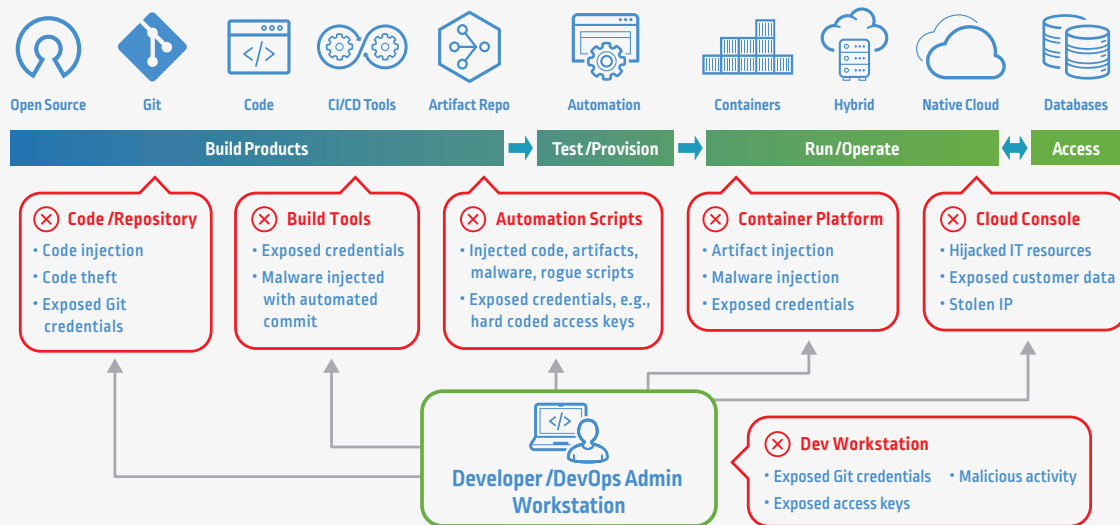 Open Source
Git
Code
CI/CD Tools
Artifact Repo
Automation
Containers
Hybrid
Native Cloud
Databases
Build Products
Test/Provision
Run/Operate
Access
Code/Repository
• Code injection
• Code theft
• Exposed Git
credentials
Build Tools
• Exposed credentials
• Malware injected
with automated
commit
Automation Scripts
• Injected code, artifacts,
malware, rogue scripts
• Exposed credentials, e.g.,
hard coded access keys
Container Platform
• Artifact injection
• Malware injection
• Exposed credentials
Cloud Console
• Hijacked IT resources
• Exposed customer data
• Stolen IP
</>
Developer/DevOps Admin
Workstation
Dev Workstation
• Exposed Git credentials
• Malicious activity
• Exposed access keys